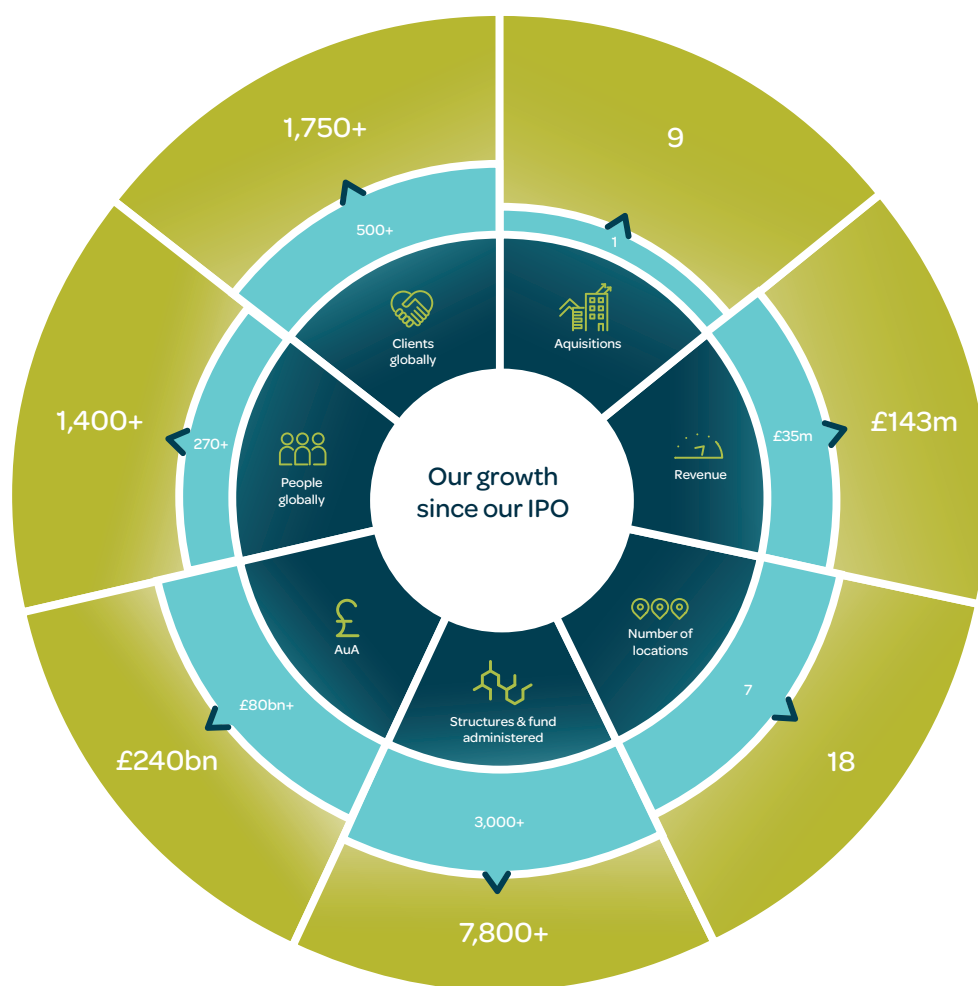 Our growth
since our IPO
9
1
Aquisitions
£143m
£35m
Revenue
18
7
Number of
locations
7,800+
3,000+
Structures & fund
administered
£240bn
£80bn+
AuA
1,400+
270+
People
globally
1,750+
500+
Clients
globally